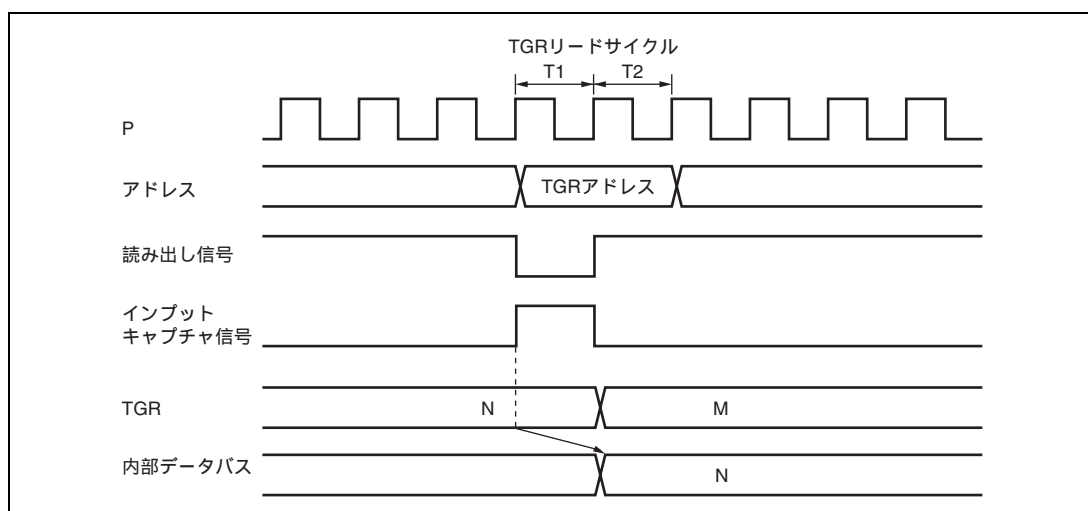 TGRリードサイクル
T1 T2
P
アドレス
TGRアドレス
読み出し信号
インプット
キャプチャ信号
TGR
N
M
内部データバス
N